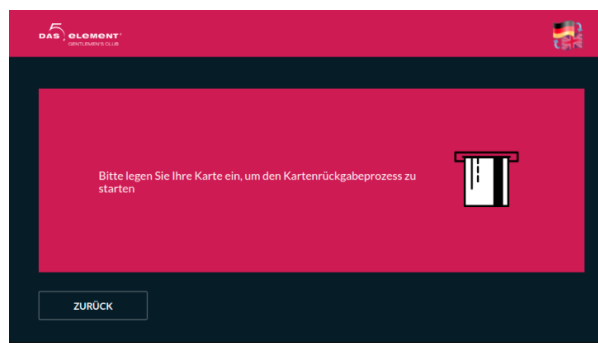 DAS 5. ELEMENT
GENTLEMEN'S CLUB
Bitte legen Sie Ihre Karte ein, um den Kartenrückgabeprozess zu
starten
ZURÜCK